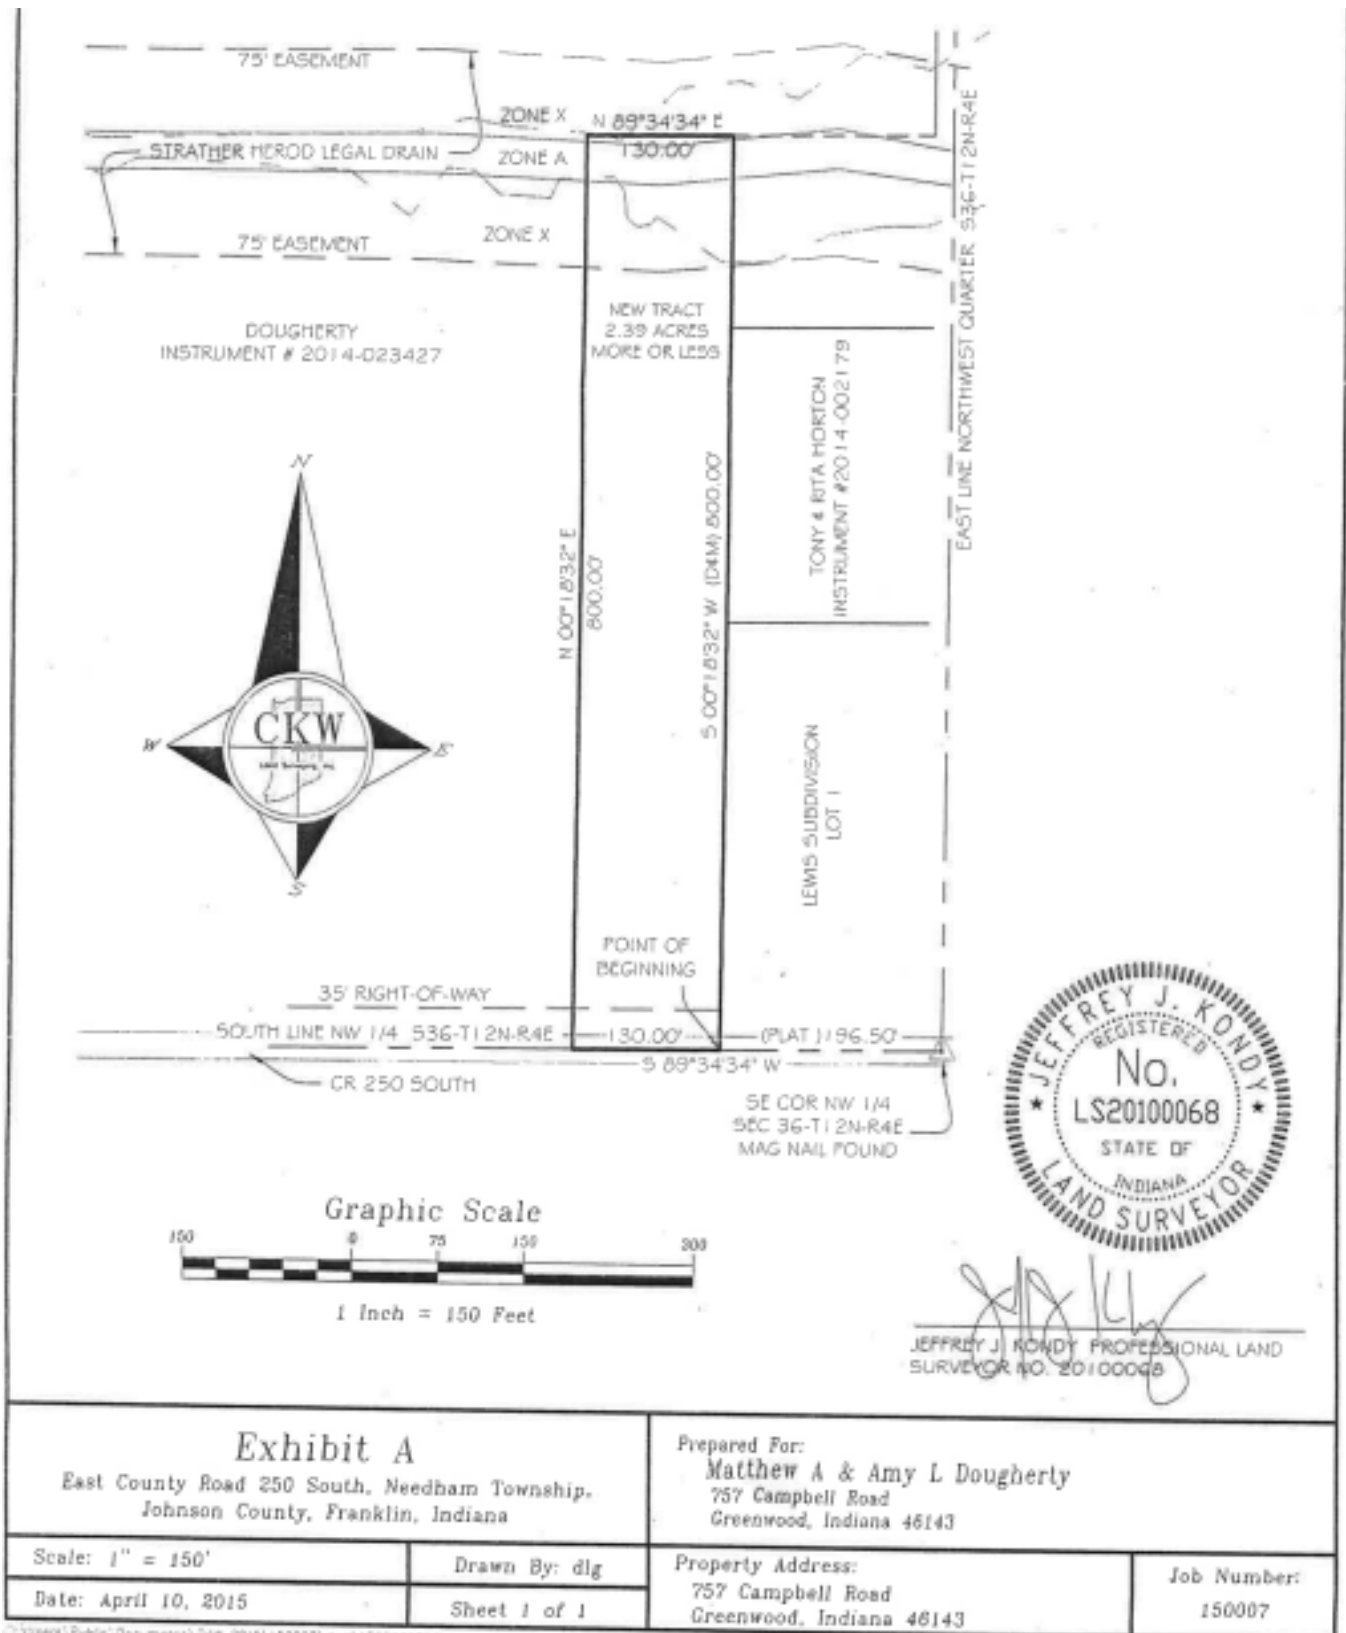 75' EASEMENT
ZONE X
N 89°34'34" E
130.00'
STRATHER HEROD LEGAL DRAIN
ZONE A
75' EASEMENT
ZONE X
EAST LINE NORTHWEST QUARTER S36-T12N-R4E
DOUGHERTY
INSTRUMENT # 2014-023427
NEW TRACT
2.39 ACRES
MORE OR LESS
TONY & RITA HORTON
INSTRUMENT #2014-002179
N 00°18'32" E
800.00'
S 00°18'32" W (D&M) 800.00'
N
W
E
S
CKW
Land Surveying, Inc.
LEWIS SUBDIVISION
LOT 1
POINT OF
BEGINNING
35' RIGHT-OF-WAY
SOUTH LINE NW 1/4 S36-T12N-R4E
130.00'
(PLAT) 196.50'
S 89°34'34" W
CR 250 SOUTH
SE COR NW 1/4
SEC 36-T12N-R4E
MAG NAIL FOUND
JEFFREY J. KONDY
REGISTERED
No.
LS20100068
STATE OF
INDIANA
LAND SURVEYOR
Graphic Scale
150 0 75 150 300
1 Inch = 150 Feet
JEFFREY J. KONDY PROFESSIONAL LAND
SURVEYOR NO. 20100068
Exhibit A
East County Road 250 South, Needham Township,
Johnson County, Franklin, Indiana
Prepared For:
Matthew A & Amy L Dougherty
757 Campbell Road
Greenwood, Indiana 46143
Scale: 1" = 150'
Drawn By: dlg
Date: April 10, 2015
Sheet 1 of 1
Property Address:
757 Campbell Road
Greenwood, Indiana 46143
Job Number:
150007